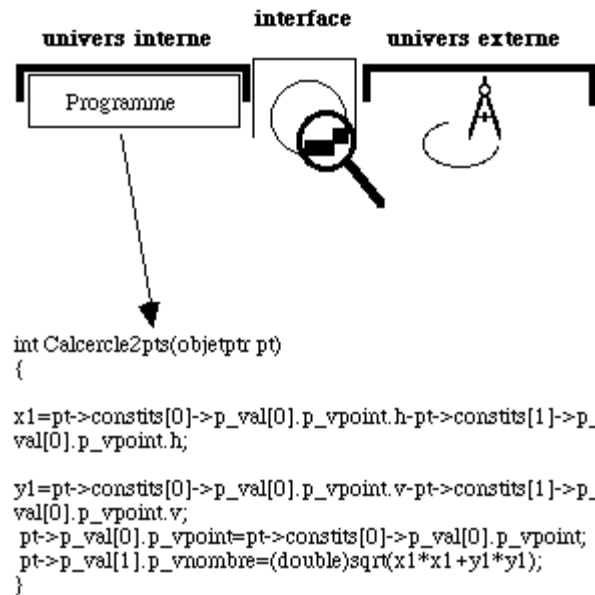 interface
univers interne
univers externe
Programme
int Calcercle2pts(objetptr pt)
{
x1=pt->constits[0]->p_val[0].p_vpoint.h-pt->constits[1]->p_
val[0].p_vpoint.h;
y1=pt->constits[0]->p_val[0].p_vpoint.v-pt->constits[1]->p_
val[0].p_vpoint.v;
pt->p_val[0].p_vpoint=pt->constits[0]->p_val[0].p_vpoint;
pt->p_val[1].p_vnombre=(double)sqrt(x1*x1+y1*y1);
}